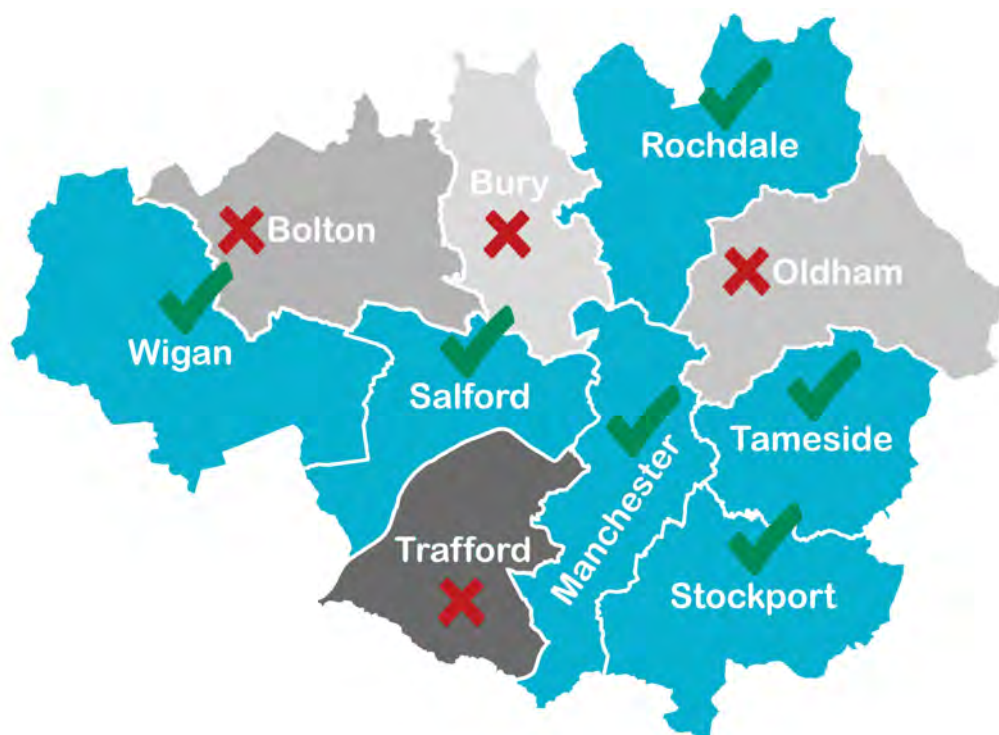 Rochdale
Bury
Bolton
Oldham
Wigan
Salford
Tameside
Manchester
Trafford
Stockport